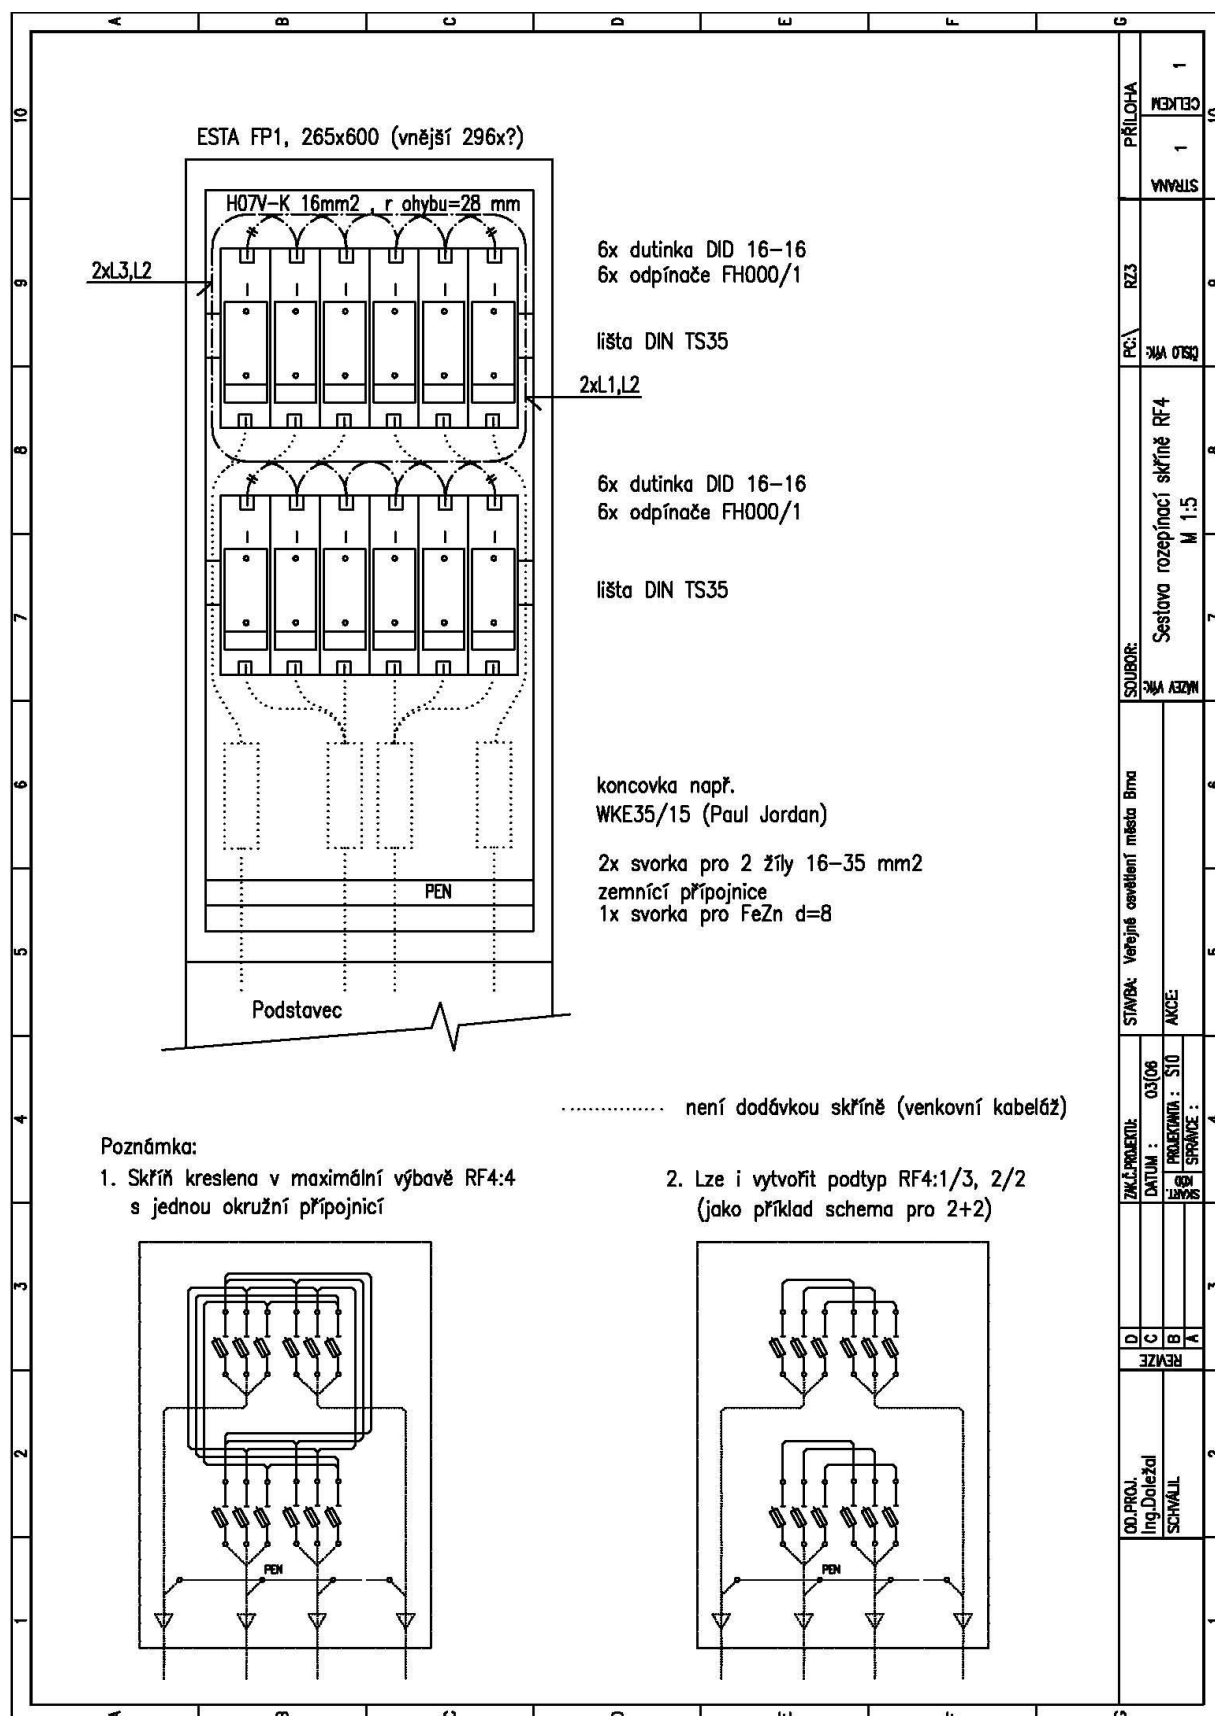 A B C D E F G
10
9
8
7
6
5
4
3
2
1
ESTA FP1, 265x600 (vnější 296x?)
H07V-K 16mm2 , r ohybu=28 mm
2xL3,L2
6x dutinka DID 16-16
6x odpínače FH000/1
lišta DIN TS35
2xL1,L2
6x dutinka DID 16-16
6x odpínače FH000/1
lišta DIN TS35
koncovka např.
WKE35/15 (Paul Jordan)
2x svorka pro 2 žíly 16-35 mm2
zemnící přípojnice
1x svorka pro FeZn d=8
PEN
Podstavec
není dodávkou skříně (venkovní kabeláž)
Poznámka:
1. Skříň kreslena v maximální výbavě RF4:4
s jednou okružní přípojnicí
2. Lze i vytvořit podtyp RF4:1/3, 2/2
(jako příklad schema pro 2+2)
PEN
PEN
OD.PROJ.
Ing.Doležal
SCHVÁLIL
REVIZE
D
C
B
A
ZAK.Č.PROJEKTU:
DATUM : 03/06
PROJEKTANTA : S10
SPRÁVCE :
STAVBA: Veřejné osvětlení města Brna
AKCE:
SOUBOR:
NÁZEV VÝK:
Sestava rozepínací skříně RF4
M 1:5
PC:\ RZ3
ČÍSLO VÝK:
PŘÍLOHA
STRANA 1
CELKEM 1